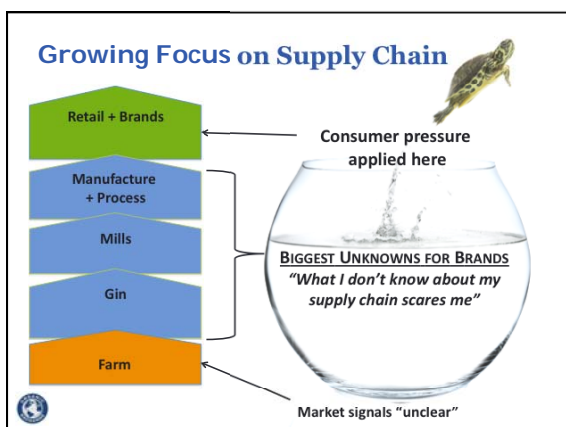 Growing Focus on Supply Chain
Retail + Brands
Manufacture
+ Process
Mills
Gin
Farm
Consumer pressure
applied here
BIGGEST UNKNOWNS FOR BRANDS
“What I don’t know about my
supply chain scares me”
Market signals “unclear”